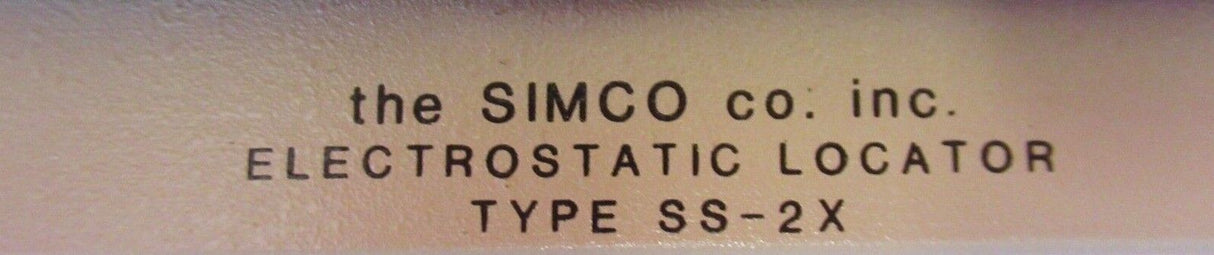 the SIMCO co. inc.
ELECTROSTATIC LOCATOR
TYPE SS-2X